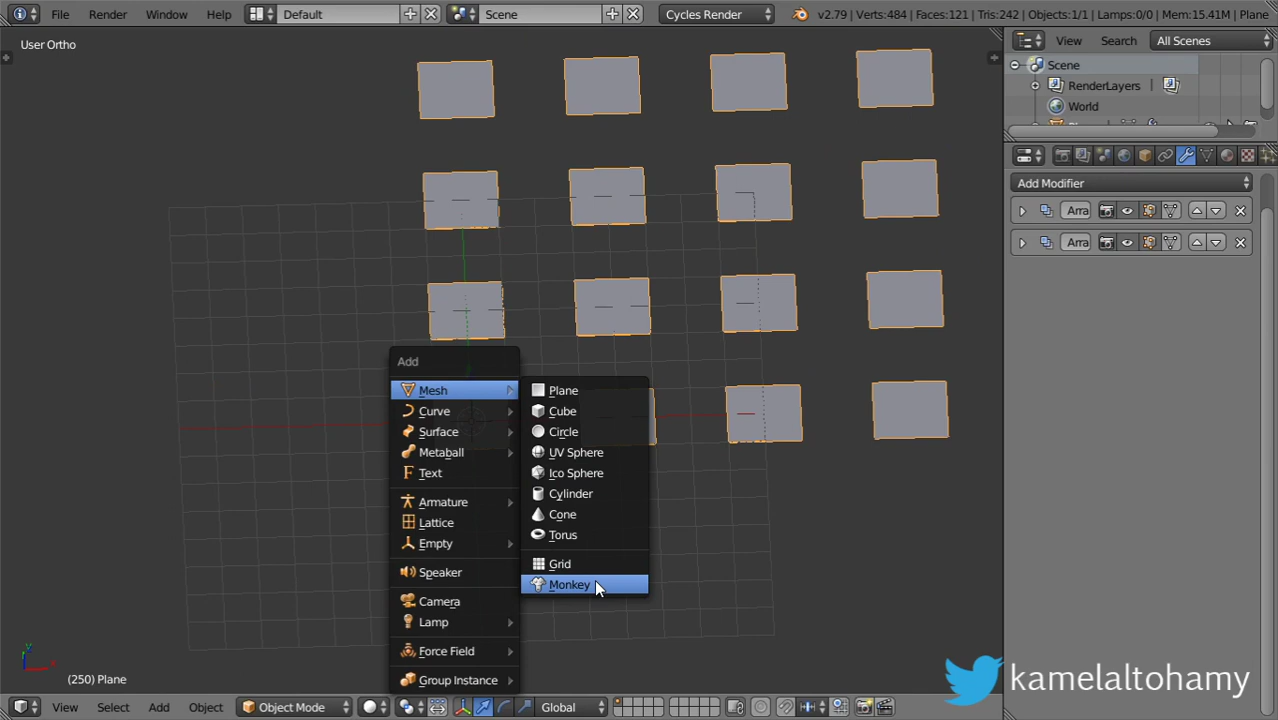 File Render Window Help Default Scene Cycles Render v2.79 | Verts:484 | Faces:121 | Tris:242 | Objects:1/1 | Lamps:0/0 | Mem:15.41M | Plane
User Ortho
View Search All Scenes
Scene
RenderLayers
World
Add Modifier
Arra
Arra
Add
Mesh
Curve
Surface
Metaball
Text
Armature
Lattice
Empty
Speaker
Camera
Lamp
Force Field
Group Instance
Plane
Cube
Circle
UV Sphere
Ico Sphere
Cylinder
Cone
Torus
Grid
Monkey
(250) Plane
kamelaltohamy
View Select Add Object Object Mode Global